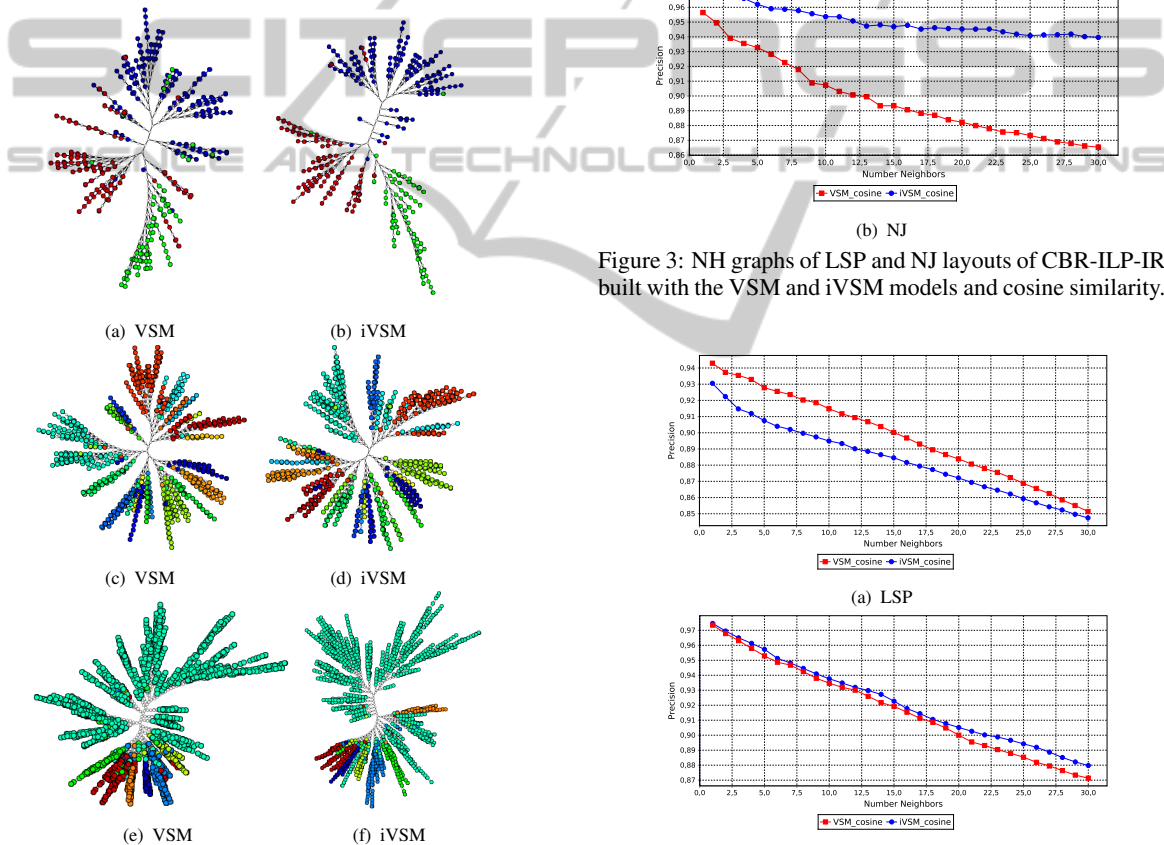 SCITEPRESS
SCIENCE AND TECHNOLOGY PUBLICATIONS
(a) VSM
(b) iVSM
(c) VSM
(d) iVSM
(e) VSM
(f) iVSM
0,96
0,95
0,94
0,93
0,92
0,91
0,90
0,89
0,88
0,87
0,86
Precision
0,0 2,5 5,0 7,5 10,0 12,5 15,0 17,5 20,0 22,5 25,0 27,5 30,0
Number Neighbors
VSM_cosine iVSM_cosine
(b) NJ
Figure 3: NH graphs of LSP and NJ layouts of CBR-ILP-IR
built with the VSM and iVSM models and cosine similarity.
0,94
0,93
0,92
0,91
0,90
0,89
0,88
0,87
0,86
0,85
Precision
0,0 2,5 5,0 7,5 10,0 12,5 15,0 17,5 20,0 22,5 25,0 27,5 30,0
Number Neighbors
VSM_cosine iVSM_cosine
(a) LSP
0,97
0,96
0,95
0,94
0,93
0,92
0,91
0,90
0,89
0,88
0,87
Precision
0,0 2,5 5,0 7,5 10,0 12,5 15,0 17,5 20,0 22,5 25,0 27,5 30,0
Number Neighbors
VSM_cosine iVSM_cosine